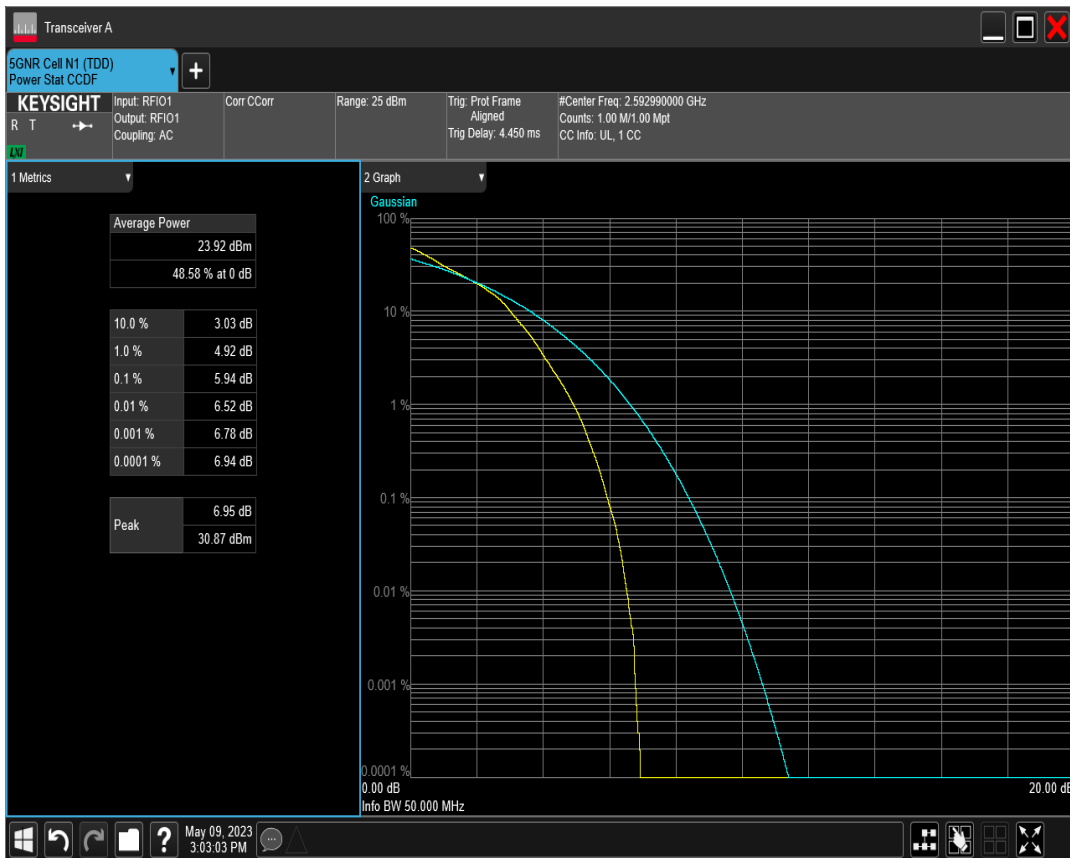 Transceiver A
5GNR Cell N1 (TDD)
Power Stat CCDF
+
KEYSIGHT
R T
LXI
Input: RFIO1
Output: RFIO1
Coupling: AC
Corr CCorr
Range: 25 dBm
Trig: Prot Frame
Aligned
Trig Delay: 4.450 ms
#Center Freq: 2.592990000 GHz
Counts: 1.00 M/1.00 Mpt
CC Info: UL, 1 CC
1 Metrics
Average Power
23.92 dBm
48.58 % at 0 dB
10.0 % 3.03 dB
1.0 % 4.92 dB
0.1 % 5.94 dB
0.01 % 6.52 dB
0.001 % 6.78 dB
0.0001 % 6.94 dB
Peak
6.95 dB
30.87 dBm
2 Graph
Gaussian
100 %
10 %
1 %
0.1 %
0.01 %
0.001 %
0.0001 %
0.00 dB 20.00 dB
Info BW 50.000 MHz
?
May 09, 2023
3:03:03 PM